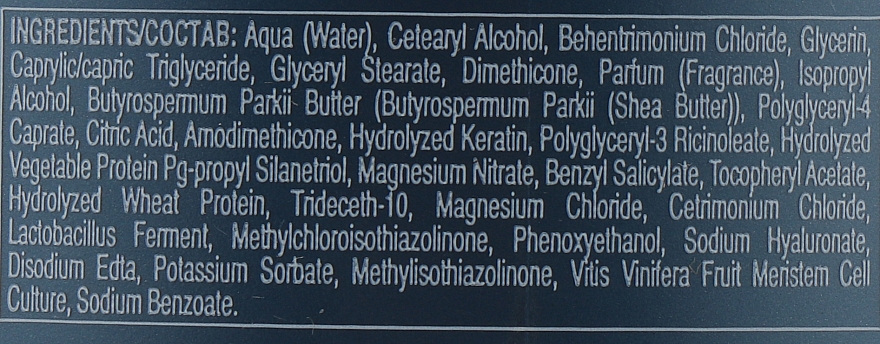 INGREDIENTS/СОСТАВ: Aqua (Water), Cetearyl Alcohol, Behentrimonium Chloride, Glycerin,
Caprylic/capric Triglyceride, Glyceryl Stearate, Dimethicone, Parfum (Fragrance), Isopropyl
Alcohol, Butyrospermum Parkii Butter (Butyrospermum Parkii (Shea Butter)), Polyglyceryl-4
Caprate, Citric Acid, Amodimethicone, Hydrolyzed Keratin, Polyglyceryl-3 Ricinoleate, Hydrolyzed
Vegetable Protein Pg-propyl Silanetriol, Magnesium Nitrate, Benzyl Salicylate, Tocopheryl Acetate,
Hydrolyzed Wheat Protein, Trideceth-10, Magnesium Chloride, Cetrimonium Chloride,
Lactobacillus Ferment, Methylchloroisothiazolinone, Phenoxyethanol, Sodium Hyaluronate,
Disodium Edta, Potassium Sorbate, Methylisothiazolinone, Vitis Vinifera Fruit Meristem Cell
Culture, Sodium Benzoate.